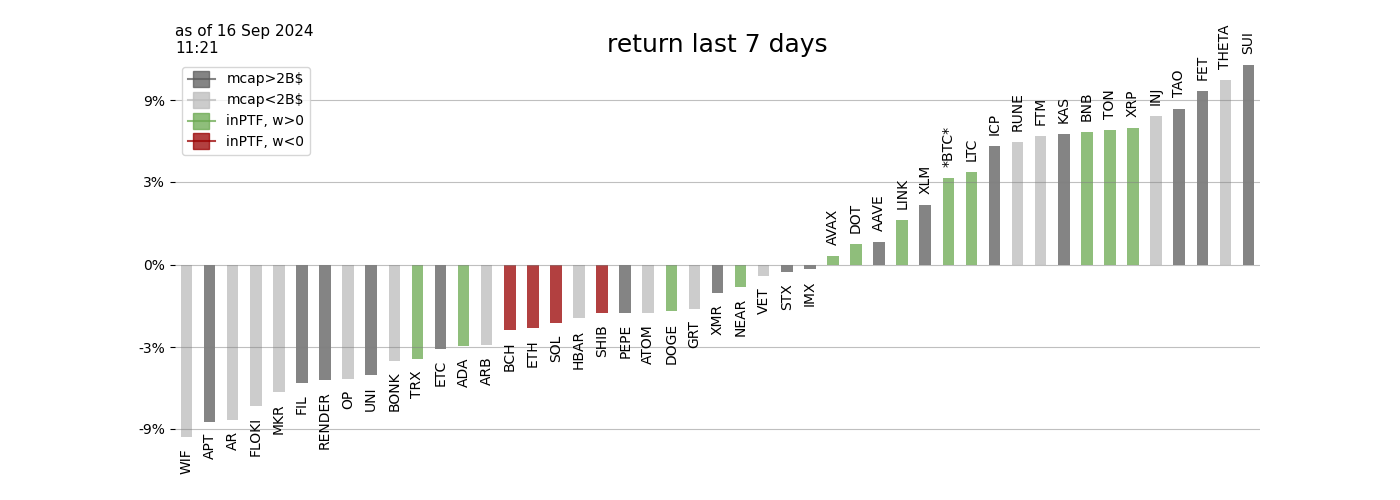 as of 16 Sep 2024
11:21
return last 7 days
mcap>2B$
mcap<2B$
inPTF, w>0
inPTF, w<0
9%
3%
0%
-3%
-9%
WIF
APT
AR
FLOKI
MKR
FIL
RENDER
OP
UNI
BONK
TRX
ETC
ADA
ARB
BCH
ETH
SOL
HBAR
SHIB
PEPE
ATOM
DOGE
GRT
XMR
NEAR
VET
STX
IMX
AVAX
DOT
AAVE
LINK
XLM
*BTC*
LTC
ICP
RUNE
FTM
KAS
BNB
TON
XRP
INJ
TAO
FET
THETA
SUI